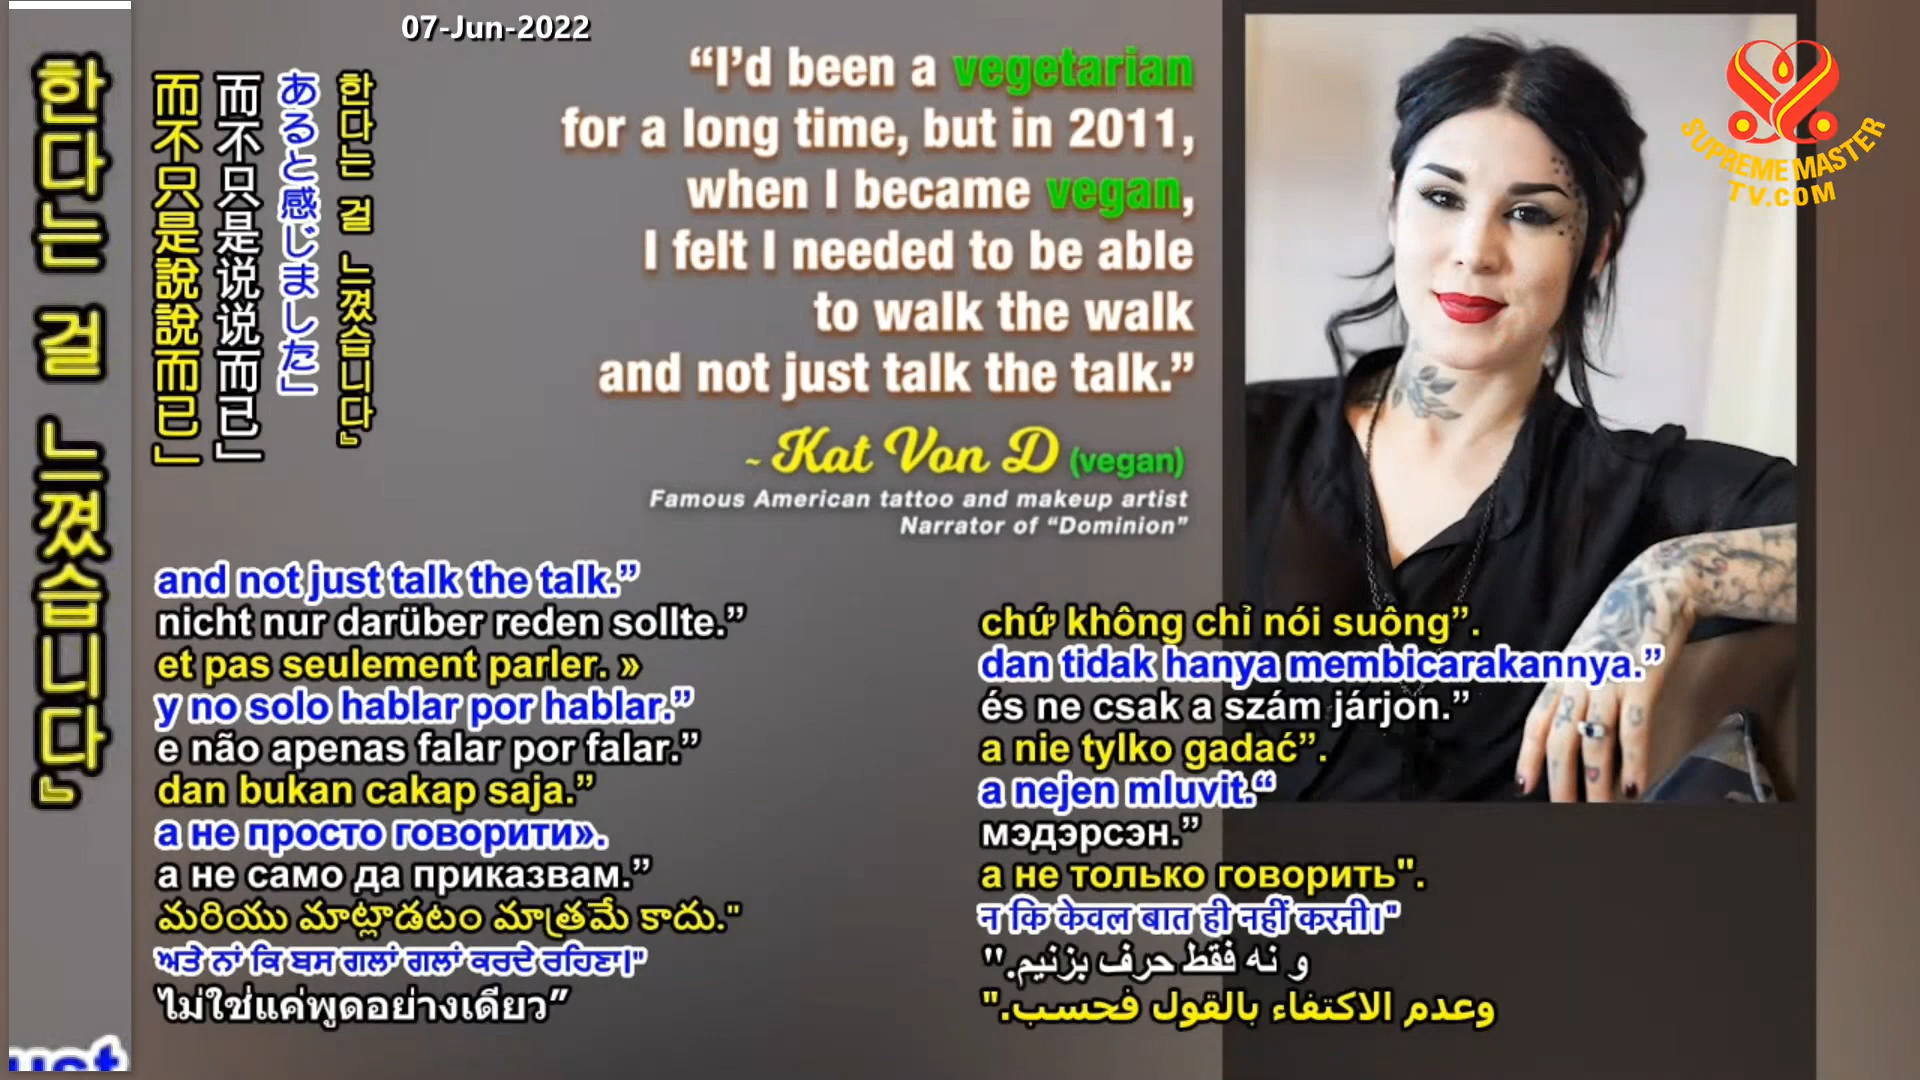 07-Jun-2022
“I’d been a vegetarian
for a long time, but in 2011,
when I became vegan,
I felt I needed to be able
to walk the walk
and not just talk the talk.”
~ Kat Von D (vegan)
Famous American tattoo and makeup artist
Narrator of “Dominion”
SUPREME MASTER
TV.COM
한다는 걸 느꼈습니다』
한다는 걸 느꼈습니다』
あると感じました」
而不只是说说而已」
而不只是說說而已」
and not just talk the talk.”
nicht nur darüber reden sollte.”
et pas seulement parler. »
y no solo hablar por hablar.”
e não apenas falar por falar.”
dan bukan cakap saja.”
а не просто говорити».
а не само да приказвам.”
మరియు మాట్లాడటం మాత్రమే కాదు."
ਅਤੇ ਨਾਂ ਕਿ ਬਸ ਗਲਾਂ ਗਲਾਂ ਕਰਦੇ ਰਹਿਣਾ।"
ไม่ใช่แค่พูดอย่างเดียว”
chứ không chỉ nói suông”.
dan tidak hanya membicarakannya.”
és ne csak a szám járjon.”
a nie tylko gadać”.
a nejen mluvit.“
мэдэрсэн.”
а не только говорить".
न कि केवल बात ही नहीं करनी।"
و نه فقط حرف بزنیم."
وعدم الاكتفاء بالقول فحسب."
ust